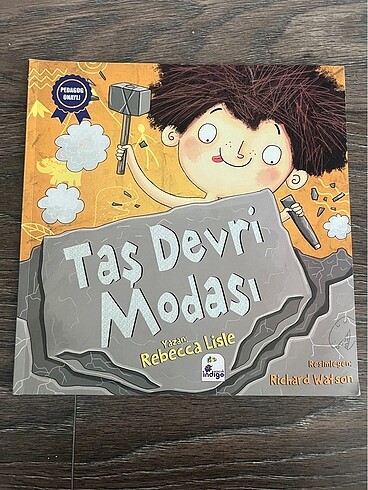 PEDAGOG
ONAYLI
Taş Devri
Modası
Yazan
Rebecca Lisle
indigo
Resimleyen:
Richard Watson